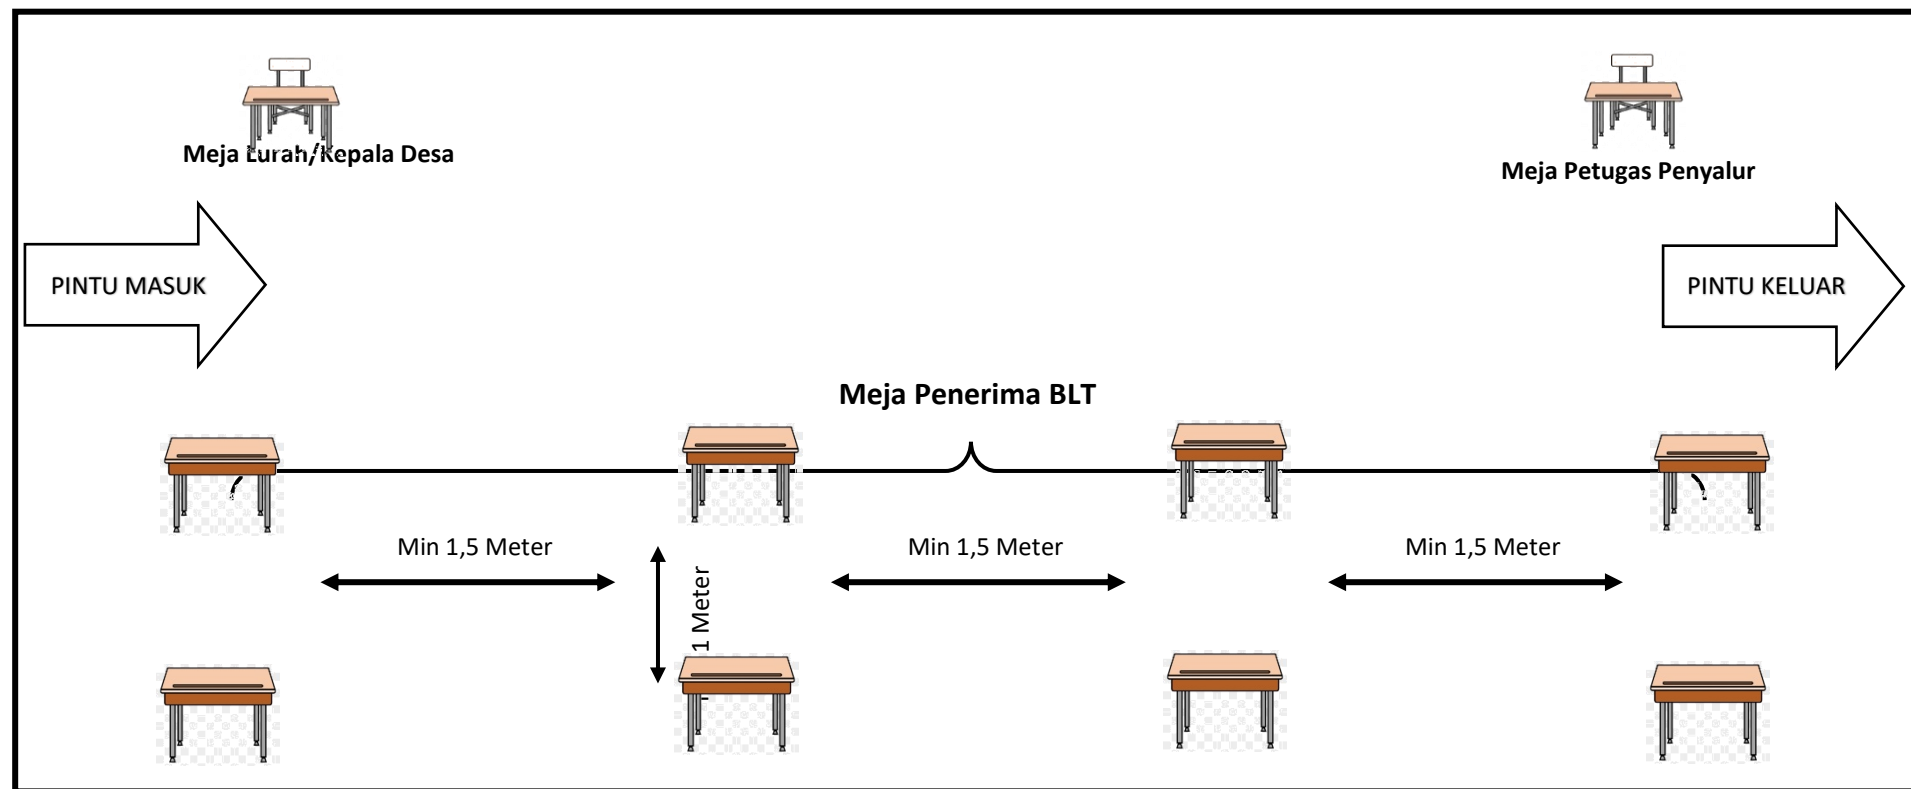 Meja Lurah/Kepala Desa
Meja Petugas Penyalur
PINTU MASUK
PINTU KELUAR
Meja Penerima BLT
Min 1,5 Meter
Min 1,5 Meter
Min 1,5 Meter
1 Meter